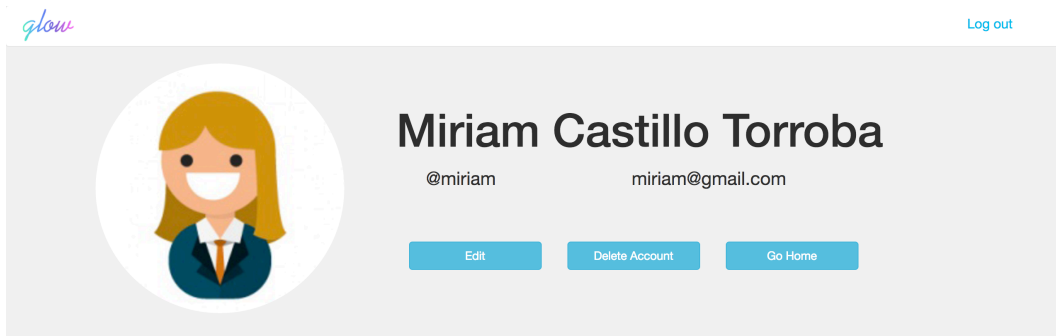 glow
Log out
Miriam Castillo Torroba
@miriam miriam@gmail.com
Edit Delete Account Go Home